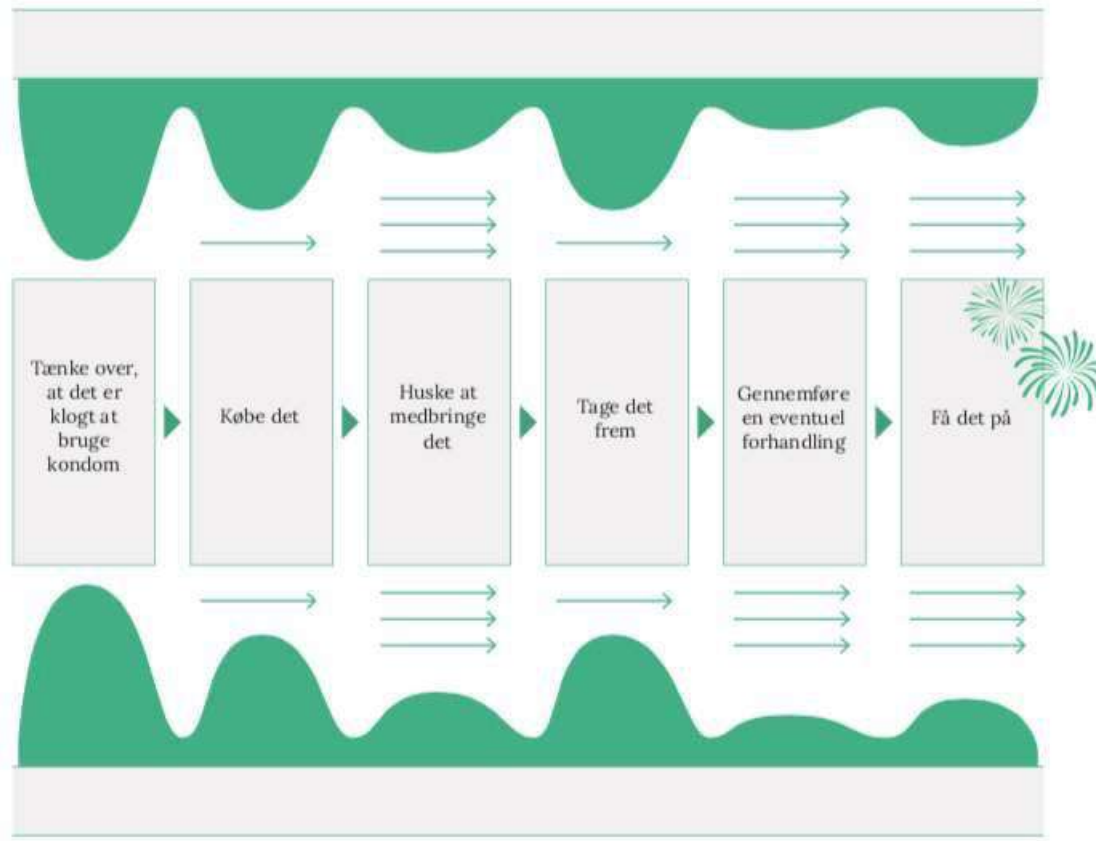 Tænke over,
at det er
klogt at
bruge
kondom
Købe det
Huske at
medbringe
det
Tage det
frem
Gennemføre
en eventuel
forhandling
Få det på